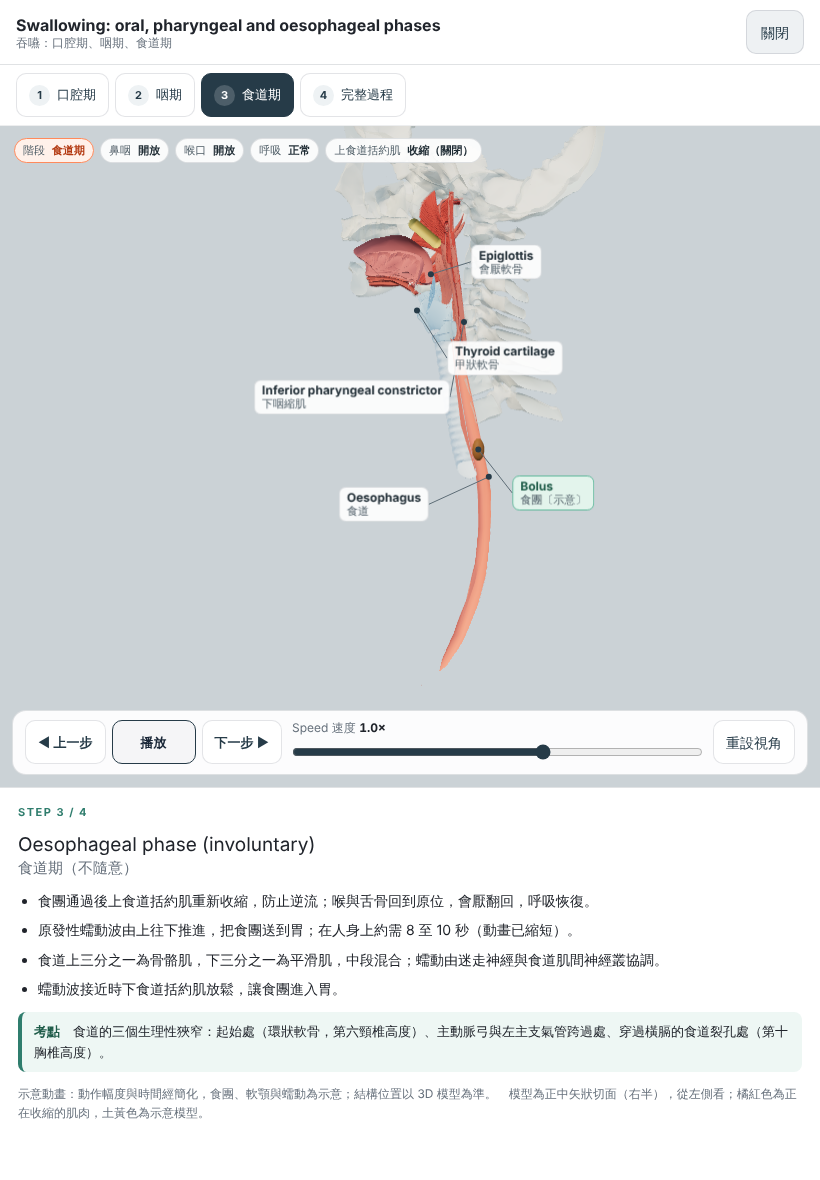 Swallowing: oral, pharyngeal and oesophageal phases
吞嚥：口腔期、咽期、食道期
關閉
1 口腔期
2 咽期
3 食道期
4 完整過程
階段 食道期
鼻咽 開放
喉口 開放
呼吸 正常
上食道括約肌 收縮（關閉）
Epiglottis
會厭軟骨
Thyroid cartilage
甲狀軟骨
Inferior pharyngeal constrictor
下咽縮肌
Bolus
食團〔示意〕
Oesophagus
食道
◀ 上一步
播放
下一步 ▶
Speed 速度 1.0×
重設視角
STEP 3 / 4
Oesophageal phase (involuntary)
食道期（不隨意）
食團通過後上食道括約肌重新收縮，防止逆流；喉與舌骨回到原位，會厭翻回，呼吸恢復。
原發性蠕動波由上往下推進，把食團送到胃；在人身上約需 8 至 10 秒（動畫已縮短）。
食道上三分之一為骨骼肌，下三分之一為平滑肌，中段混合；蠕動由迷走神經與食道肌間神經叢協調。
蠕動波接近時下食道括約肌放鬆，讓食團進入胃。
考點 食道的三個生理性狹窄：起始處（環狀軟骨，第六頸椎高度）、主動脈弓與左主支氣管跨過處、穿過橫膈的食道裂孔處（第十
胸椎高度）。
示意動畫：動作幅度與時間經簡化，食團、軟顎與蠕動為示意；結構位置以 3D 模型為準。 模型為正中矢狀切面（右半），從左側看；橘紅色為正
在收縮的肌肉，土黃色為示意模型。